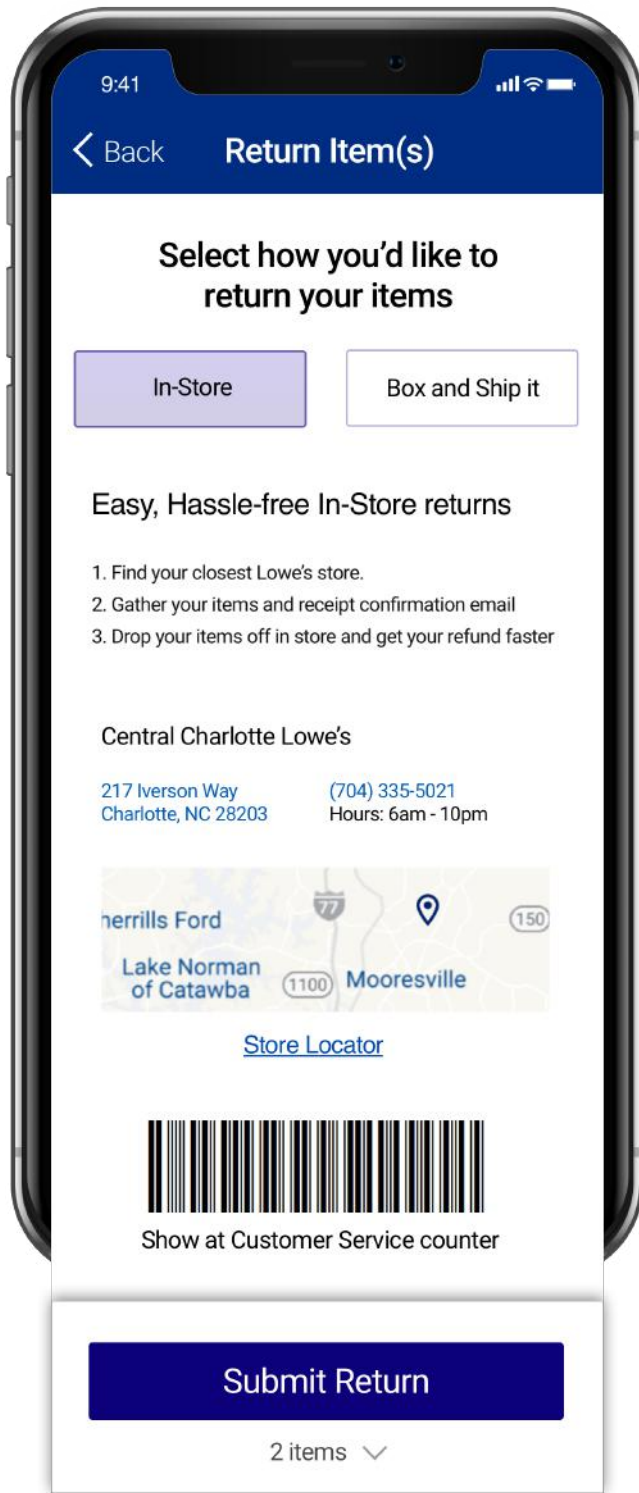 9:41
Back Return Item(s)
Select how you'd like to
return your items
In-Store Box and Ship it
Easy, Hassle-free In-Store returns
1. Find your closest Lowe's store.
2. Gather your items and receipt confirmation email
3. Drop your items off in store and get your refund faster
Central Charlotte Lowe's
217 Iverson Way (704) 335-5021
Charlotte, NC 28203 Hours: 6am - 10pm
77
herrills Ford 150
Lake Norman
of Catawba 1100 Mooresville
Store Locator
Show at Customer Service counter
Submit Return
2 items